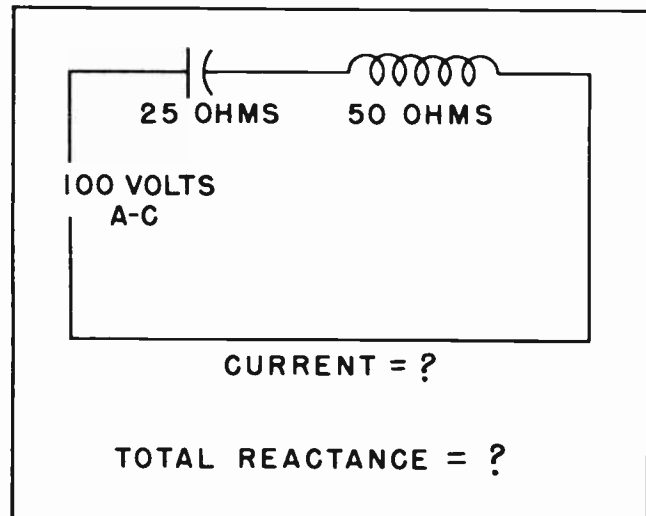 25 OHMS 50 OHMS
100 VOLTS
A-C
CURRENT = ?
TOTAL REACTANCE = ?